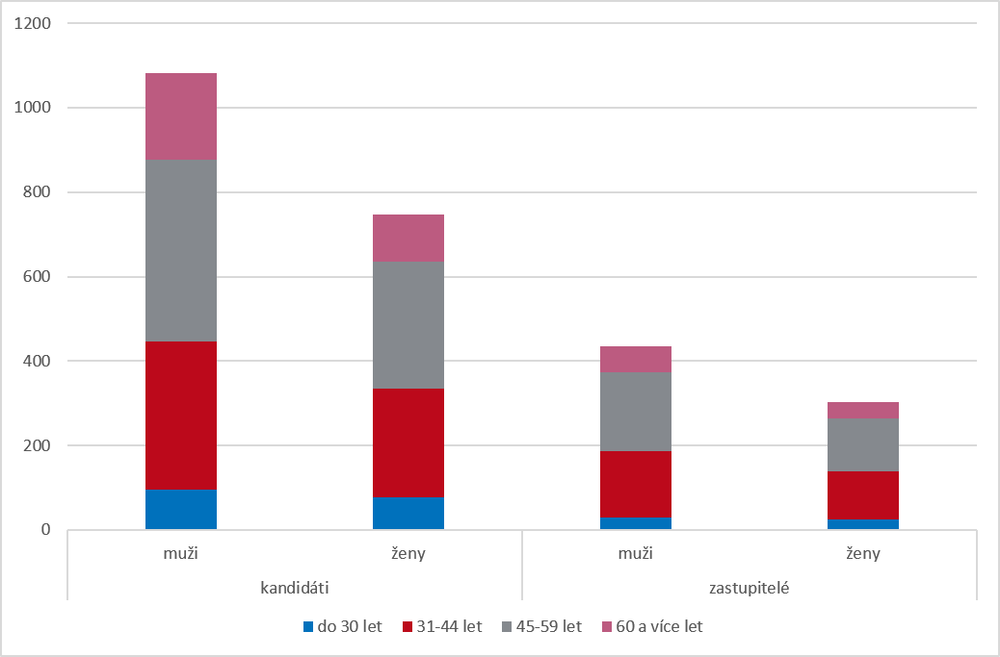 1200
1000
800
600
400
200
0
muži ženy muži ženy
kandidáti zastupitelé
do 30 let 31-44 let 45-59 let 60 a více let